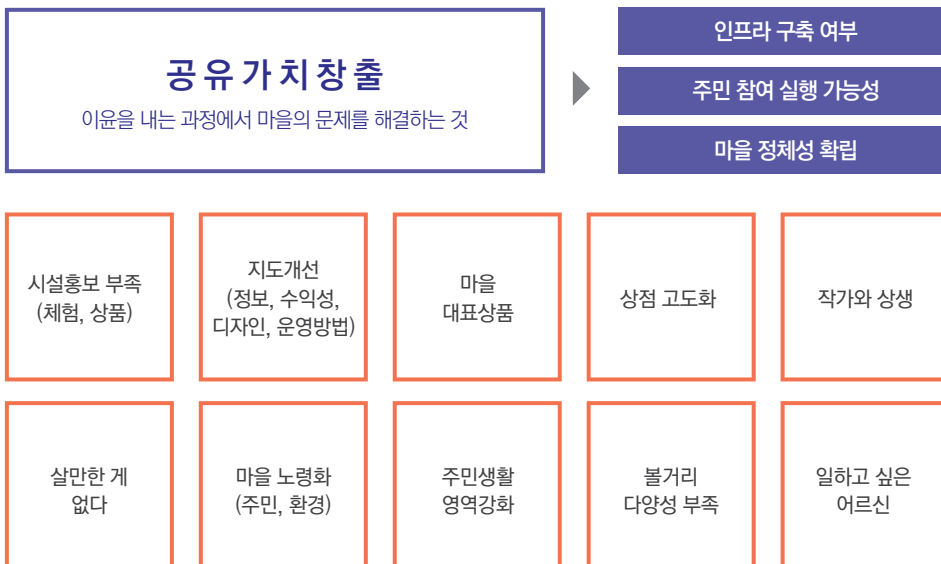 공유가치창출
이윤을 내는 과정에서 마을의 문제를 해결하는 것
인프라 구축 여부
주민 참여 실행 가능성
마을 정체성 확립
시설홍보 부족
(체험, 상품)
지도개선
(정보, 수익성,
디자인, 운영방법)
마을
대표상품
상점 고도화
작가와 상생
살만한 게
없다
마을 노령화
(주민, 환경)
주민생활
영역강화
볼거리
다양성 부족
일하고 싶은
어르신